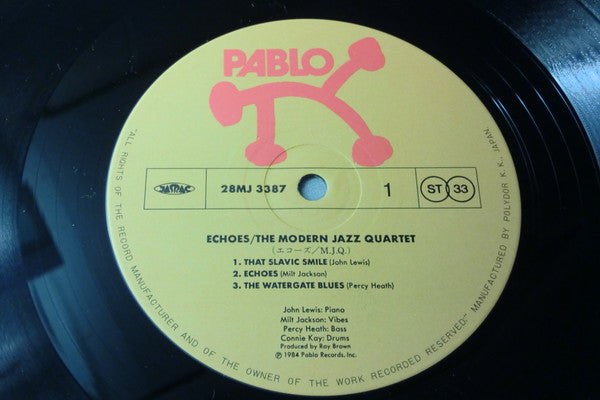 PABLO
JASRAC
28MJ 3387
1
ST 33
ECHOES/THE MODERN JAZZ QUARTET
(エコーズ/M.J.Q.)
1. THAT SLAVIC SMILE (John Lewis)
2. ECHOES (Milt Jackson)
3. THE WATERGATE BLUES (Percy Heath)
John Lewis: Piano
Milt Jackson: Vibes
Percy Heath: Bass
Connie Kay: Drums
Produced by Ray Brown
℗ 1984 Pablo Records, Inc.
"ALL RIGHTS OF THE RECORD MANUFACTURER AND OF THE OWNER OF THE WORK RECORDED RESERVED." MANUFACTURED BY POLYDOR K.K., JAPAN